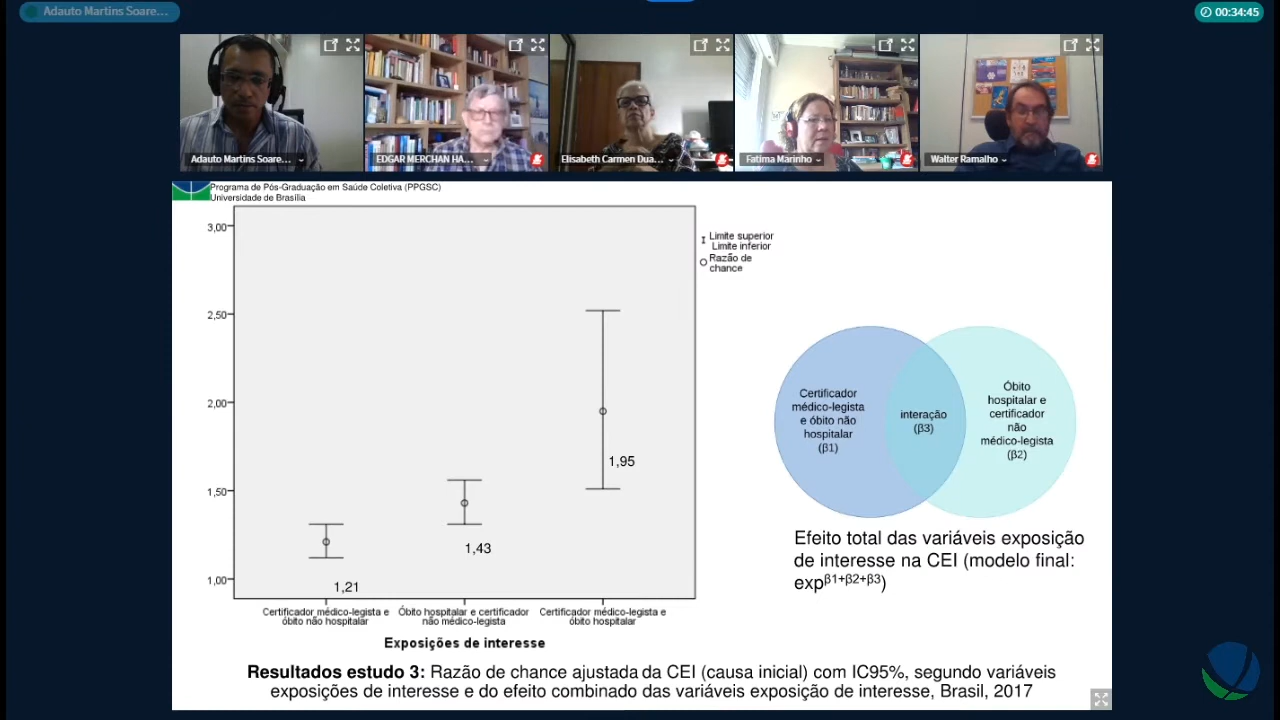 Adauto Martins Soare...
00:34:45
Adauto Martins Soare...
EDGAR MERCHAN HA...
Elisabeth Carmen Dua...
Fatima Marinho
Walter Ramalho
Programa de Pós-Graduação em Saúde Coletiva (PPGSC)
Universidade de Brasília
3,00
2,50
2,00
1,50
1,00
Limite superior
Limite inferior
Razão de
chance
1,21
1,43
1,95
Certificador médico-legista e
óbito não hospitalar
Óbito hospitalar e certificador
não médico-legista
Certificador médico-legista e
óbito hospitalar
Exposições de interesse
Certificador
médico-legista
e óbito não
hospitalar
(β1)
interação
(β3)
Óbito
hospitalar e
certificador
não
médico-legista
(β2)
Efeito total das variáveis exposição
de interesse na CEI (modelo final:
exp^β1+β2+β3)
Resultados estudo 3: Razão de chance ajustada da CEI (causa inicial) com IC95%, segundo variáveis
exposições de interesse e do efeito combinado das variáveis exposição de interesse, Brasil, 2017